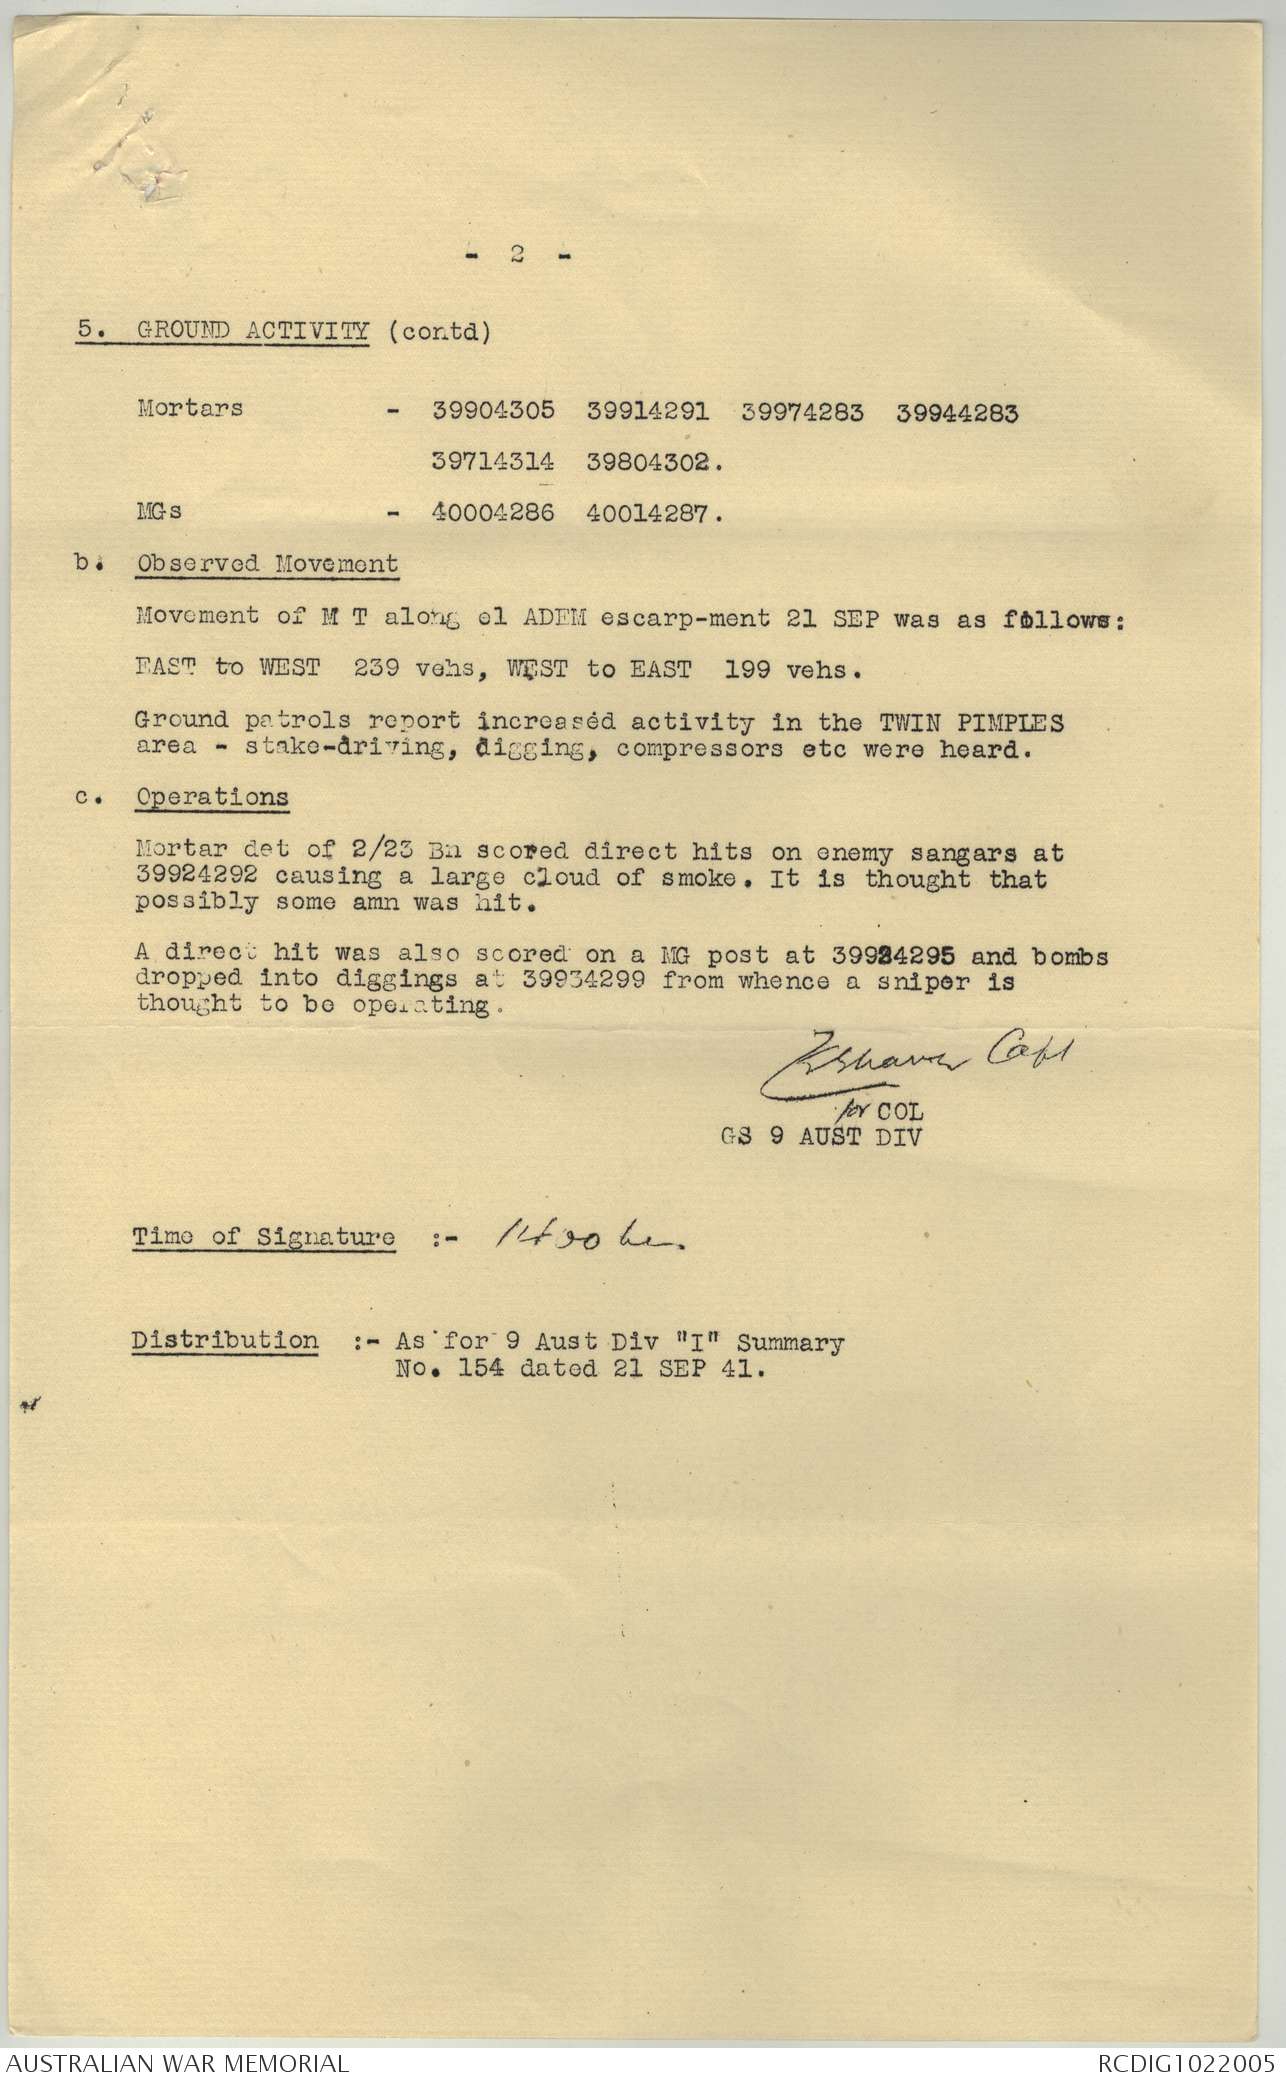 - 2 -
5. GROUND ACTIVITY (contd)
Mortars - 39904305 39914291 39974283 39944283
39714314 39804302.
MGs - 40004286 40014287.
b. Observed Movement
Movement of M T along el ADEM escarp-ment 21 SEP was as follows:
EAST to WEST 239 vehs, WEST to EAST 199 vehs.
Ground patrols report increased activity in the TWIN PIMPLES
area - stake-driving, digging, compressors etc were heard.
c. Operations
Mortar det of 2/23 Bn scored direct hits on enemy sangars at
39924292 causing a large cloud of smoke. It is thought that
possibly some amn was hit.
A direct hit was also scored on a MG post at 39924295 and bombs
dropped into diggings at 39934299 from whence a sniper is
thought to be operating.
Capt
for COL
GS 9 AUST DIV
Time of Signature :- 1400 hrs.
Distribution :- As for 9 Aust Div "I" Summary
No. 154 dated 21 SEP 41.
AUSTRALIAN WAR MEMORIAL
RCDIG1022005